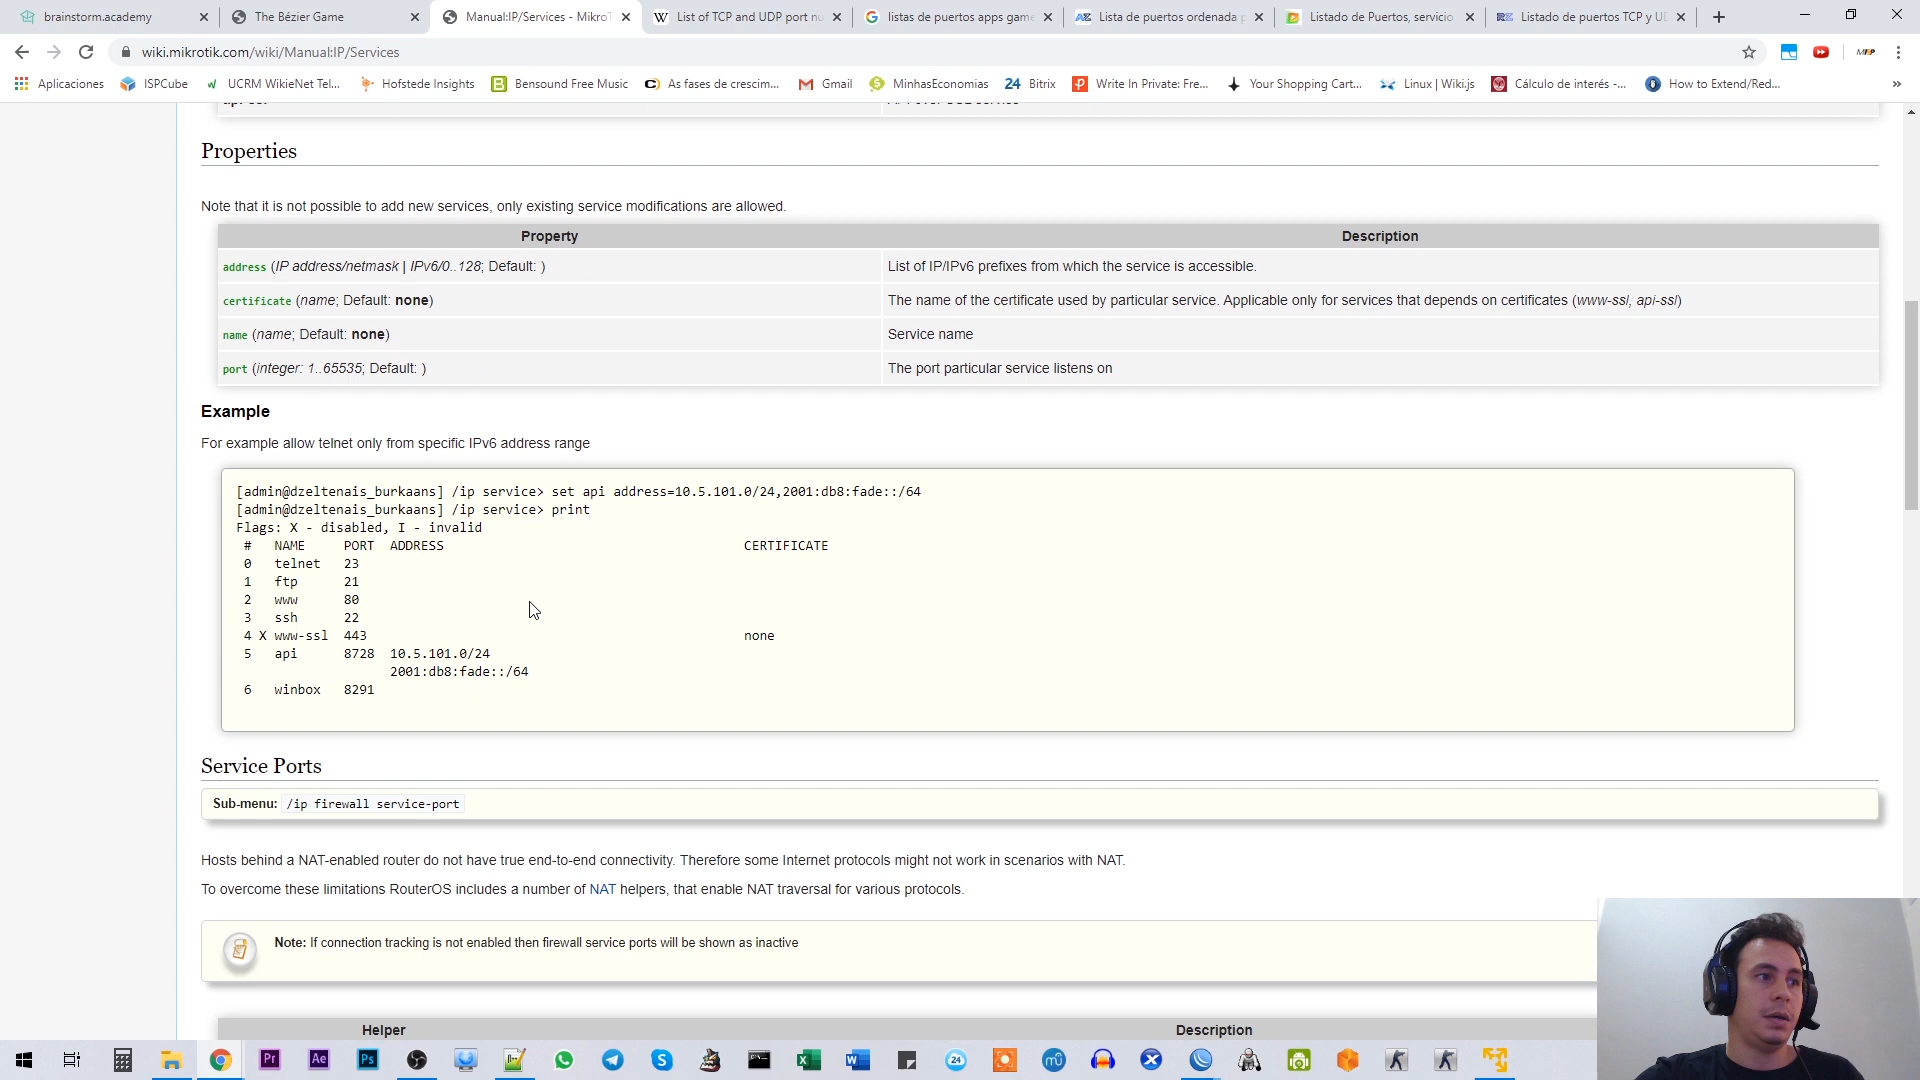 brainstorm.academy
The Bézier Game
Manual:IP/Services - MikroT
List of TCP and UDP port nu
listas de puertos apps game
Lista de puertos ordenada p
Listado de Puertos, servicio
Listado de puertos TCP y UD
wiki.mikrotik.com/wiki/Manual:IP/Services
Aplicaciones
ISPCube
UCRM WikieNet Tel...
Hofstede Insights
Bensound Free Music
As fases de crescim...
Gmail
MinhasEconomias
24 Bitrix
Write In Private: Fre...
Your Shopping Cart...
Linux | Wiki.js
Cálculo de interés -...
How to Extend/Red...
»
Properties
Note that it is not possible to add new services, only existing service modifications are allowed.
Property Description
address (IP address/netmask | IPv6/0..128; Default: ) List of IP/IPv6 prefixes from which the service is accessible.
certificate (name; Default: none) The name of the certificate used by particular service. Applicable only for services that depends on certificates (www-ssl, api-ssl)
name (name; Default: none) Service name
port (integer: 1..65535; Default: ) The port particular service listens on
Example
For example allow telnet only from specific IPv6 address range
[admin@dzeltenais_burkaans] /ip service> set api address=10.5.101.0/24,2001:db8:fade::/64
[admin@dzeltenais_burkaans] /ip service> print
Flags: X - disabled, I - invalid
# NAME PORT ADDRESS CERTIFICATE
0 telnet 23
1 ftp 21
2 www 80
3 ssh 22
4 X www-ssl 443 none
5 api 8728 10.5.101.0/24
2001:db8:fade::/64
6 winbox 8291
Service Ports
Sub-menu: /ip firewall service-port
Hosts behind a NAT-enabled router do not have true end-to-end connectivity. Therefore some Internet protocols might not work in scenarios with NAT.
To overcome these limitations RouterOS includes a number of NAT helpers, that enable NAT traversal for various protocols.
Note: If connection tracking is not enabled then firewall service ports will be shown as inactive
Helper Description
Pr
Ae
Ps
24